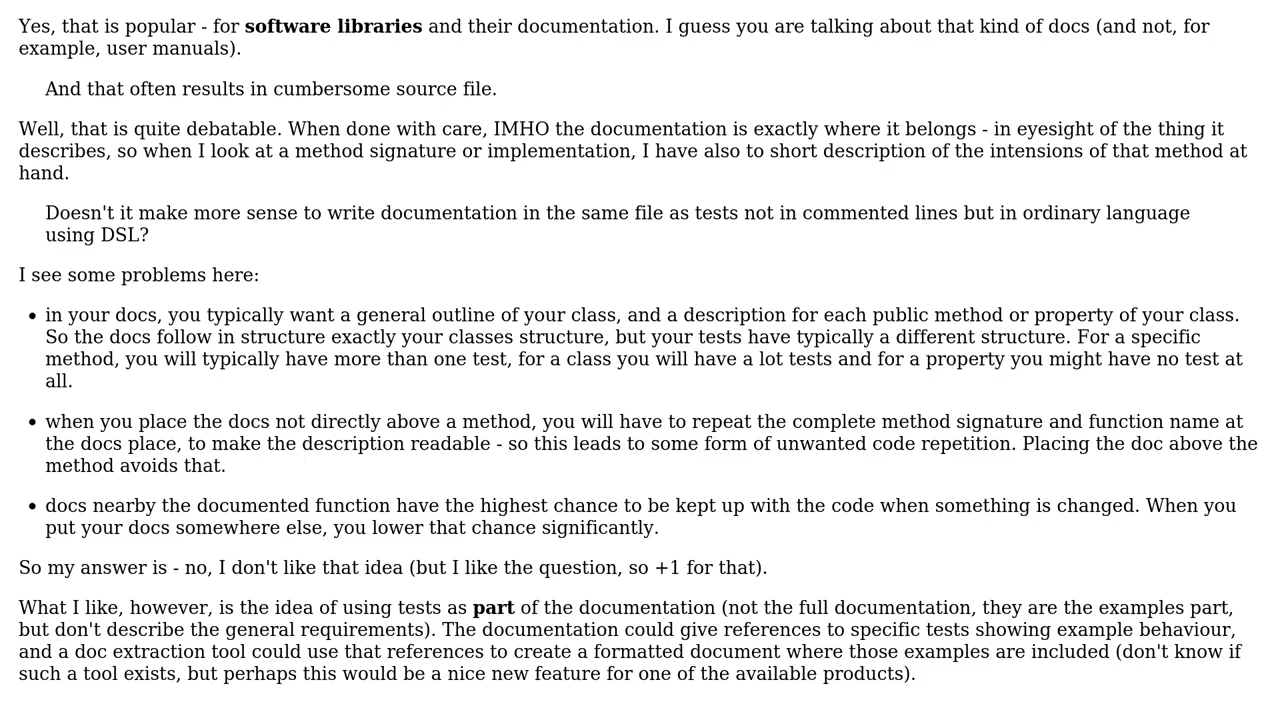 Yes, that is popular - for software libraries and their documentation. I guess you are talking about that kind of docs (and not, for
example, user manuals).
And that often results in cumbersome source file.
Well, that is quite debatable. When done with care, IMHO the documentation is exactly where it belongs - in eyesight of the thing it
describes, so when I look at a method signature or implementation, I have also to short description of the intensions of that method at
hand.
Doesn't it make more sense to write documentation in the same file as tests not in commented lines but in ordinary language
using DSL?
I see some problems here:
• in your docs, you typically want a general outline of your class, and a description for each public method or property of your class.
So the docs follow in structure exactly your classes structure, but your tests have typically a different structure. For a specific
method, you will typically have more than one test, for a class you will have a lot tests and for a property you might have no test at
all.
• when you place the docs not directly above a method, you will have to repeat the complete method signature and function name at
the docs place, to make the description readable - so this leads to some form of unwanted code repetition. Placing the doc above the
method avoids that.
• docs nearby the documented function have the highest chance to be kept up with the code when something is changed. When you
put your docs somewhere else, you lower that chance significantly.
So my answer is - no, I don't like that idea (but I like the question, so +1 for that).
What I like, however, is the idea of using tests as part of the documentation (not the full documentation, they are the examples part,
but don't describe the general requirements). The documentation could give references to specific tests showing example behaviour,
and a doc extraction tool could use that references to create a formatted document where those examples are included (don't know if
such a tool exists, but perhaps this would be a nice new feature for one of the available products).